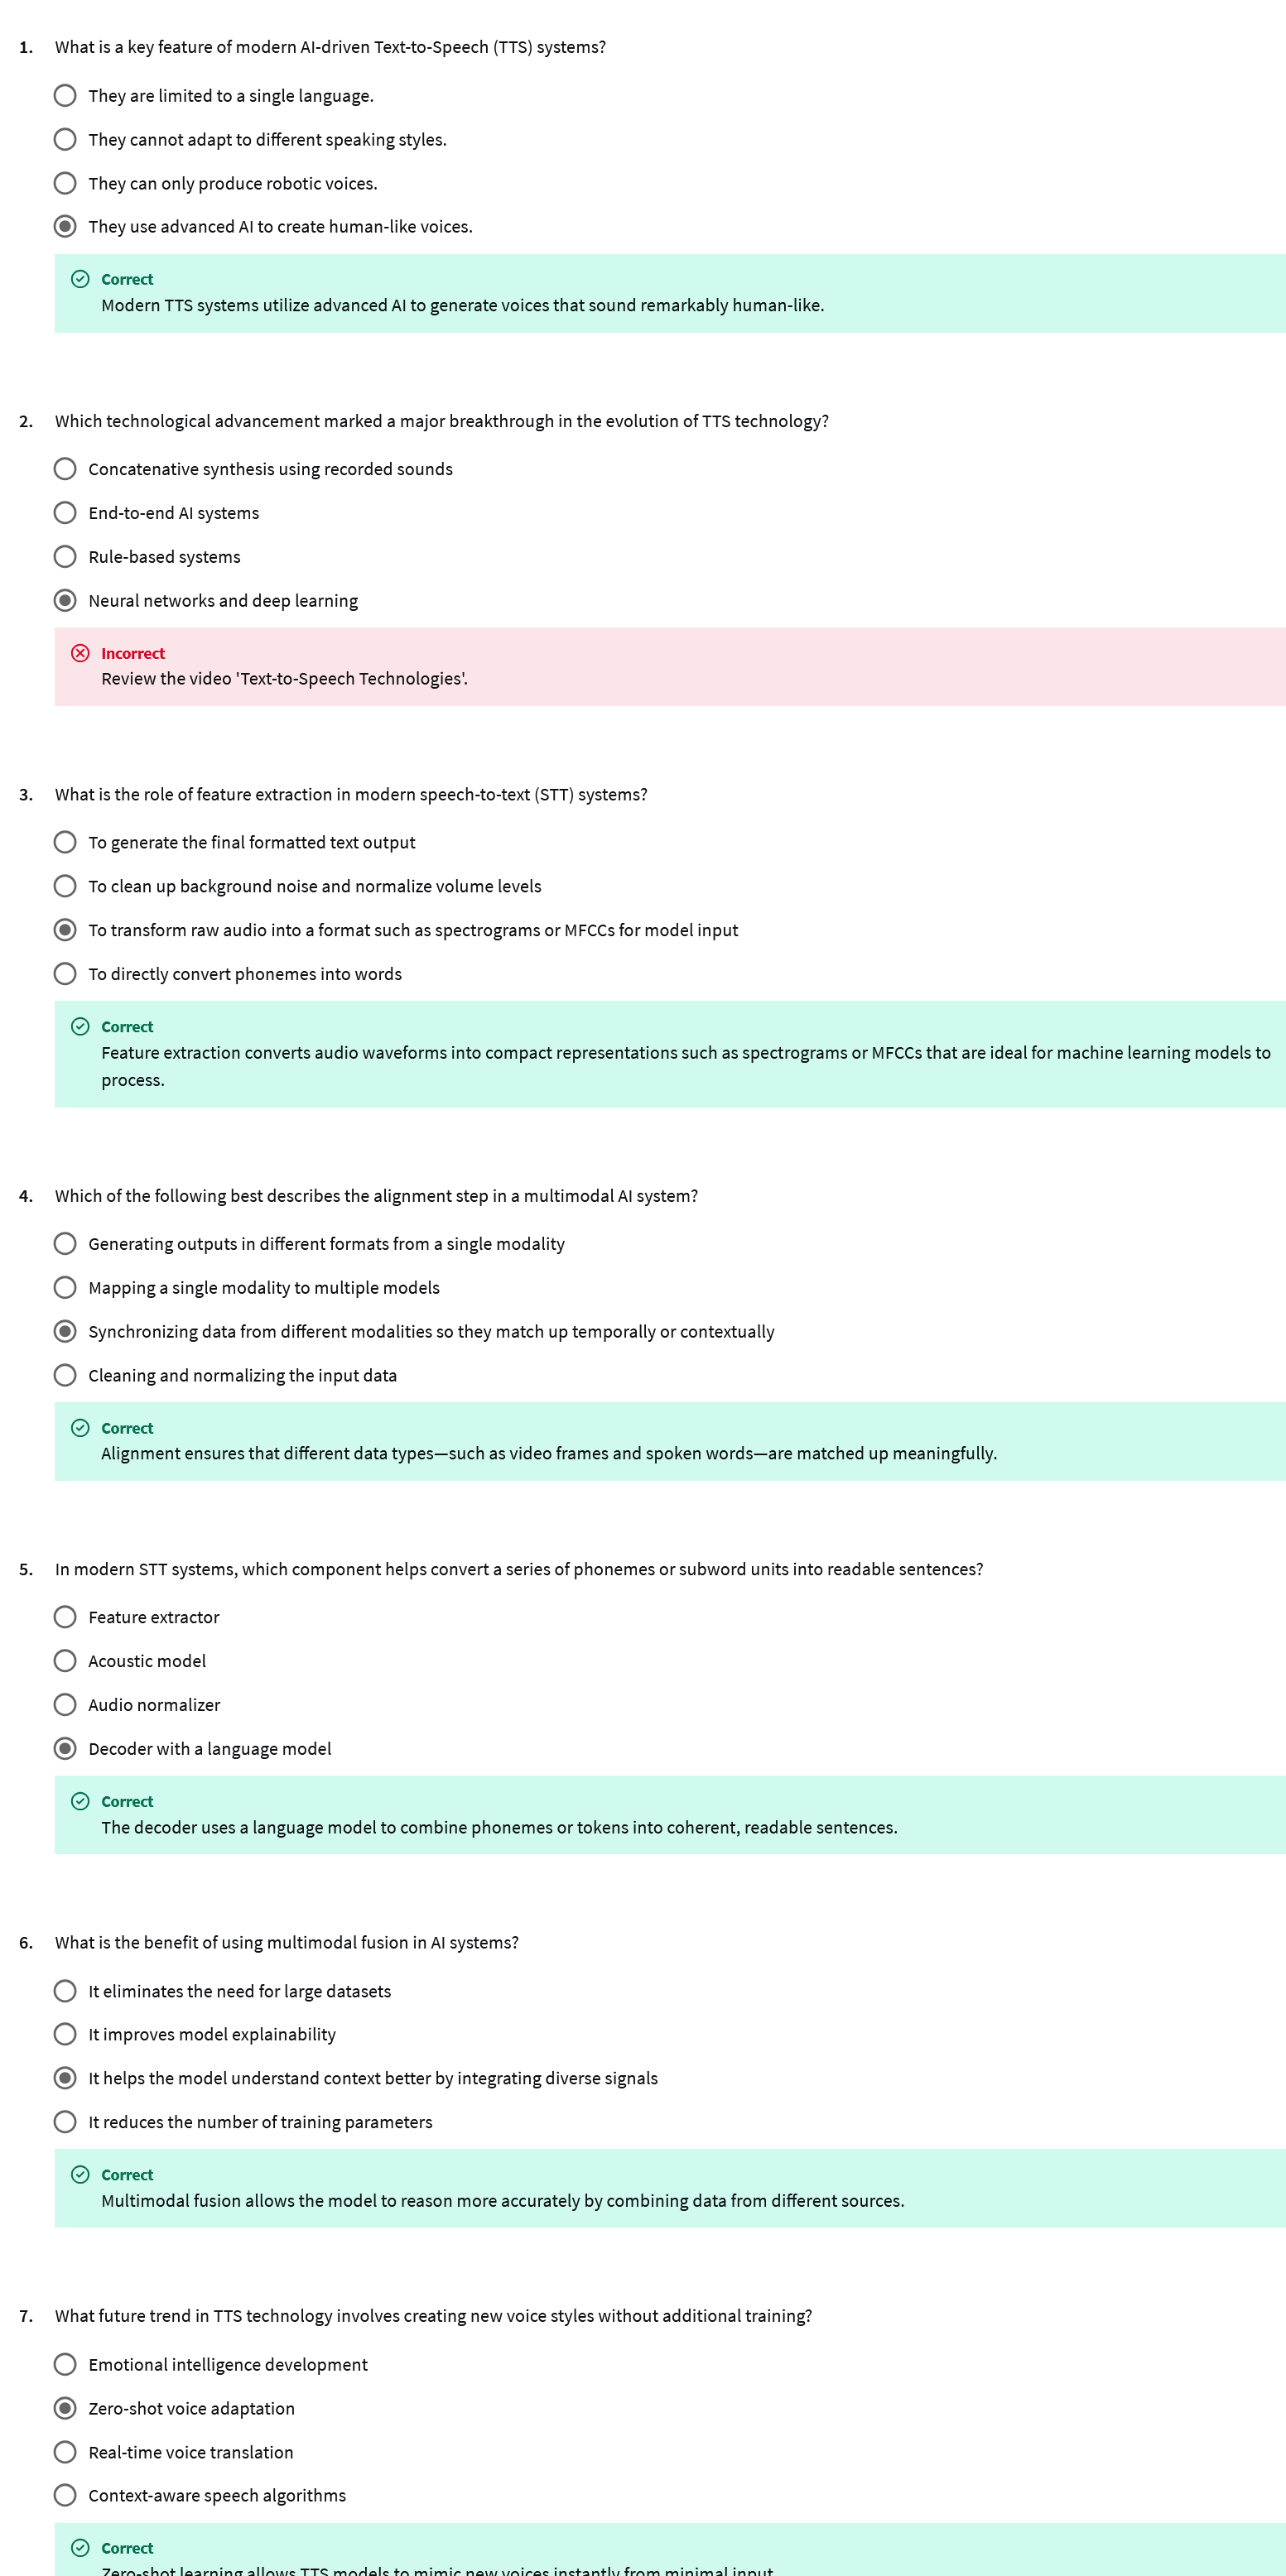 1. What is a key feature of modern AI-driven Text-to-Speech (TTS) systems?
They are limited to a single language.
They cannot adapt to different speaking styles.
They can only produce robotic voices.
They use advanced AI to create human-like voices.
Correct
Modern TTS systems utilize advanced AI to generate voices that sound remarkably human-like.
2. Which technological advancement marked a major breakthrough in the evolution of TTS technology?
Concatenative synthesis using recorded sounds
End-to-end AI systems
Rule-based systems
Neural networks and deep learning
Incorrect
Review the video 'Text-to-Speech Technologies'.
3. What is the role of feature extraction in modern speech-to-text (STT) systems?
To generate the final formatted text output
To clean up background noise and normalize volume levels
To transform raw audio into a format such as spectrograms or MFCCs for model input
To directly convert phonemes into words
Correct
Feature extraction converts audio waveforms into compact representations such as spectrograms or MFCCs that are ideal for machine learning models to
process.
4. Which of the following best describes the alignment step in a multimodal AI system?
Generating outputs in different formats from a single modality
Mapping a single modality to multiple models
Synchronizing data from different modalities so they match up temporally or contextually
Cleaning and normalizing the input data
Correct
Alignment ensures that different data types—such as video frames and spoken words—are matched up meaningfully.
5. In modern STT systems, which component helps convert a series of phonemes or subword units into readable sentences?
Feature extractor
Acoustic model
Audio normalizer
Decoder with a language model
Correct
The decoder uses a language model to combine phonemes or tokens into coherent, readable sentences.
6. What is the benefit of using multimodal fusion in AI systems?
It eliminates the need for large datasets
It improves model explainability
It helps the model understand context better by integrating diverse signals
It reduces the number of training parameters
Correct
Multimodal fusion allows the model to reason more accurately by combining data from different sources.
7. What future trend in TTS technology involves creating new voice styles without additional training?
Emotional intelligence development
Zero-shot voice adaptation
Real-time voice translation
Context-aware speech algorithms
Correct
Zero-shot learning allows TTS models to mimic new voices instantly from minimal input.